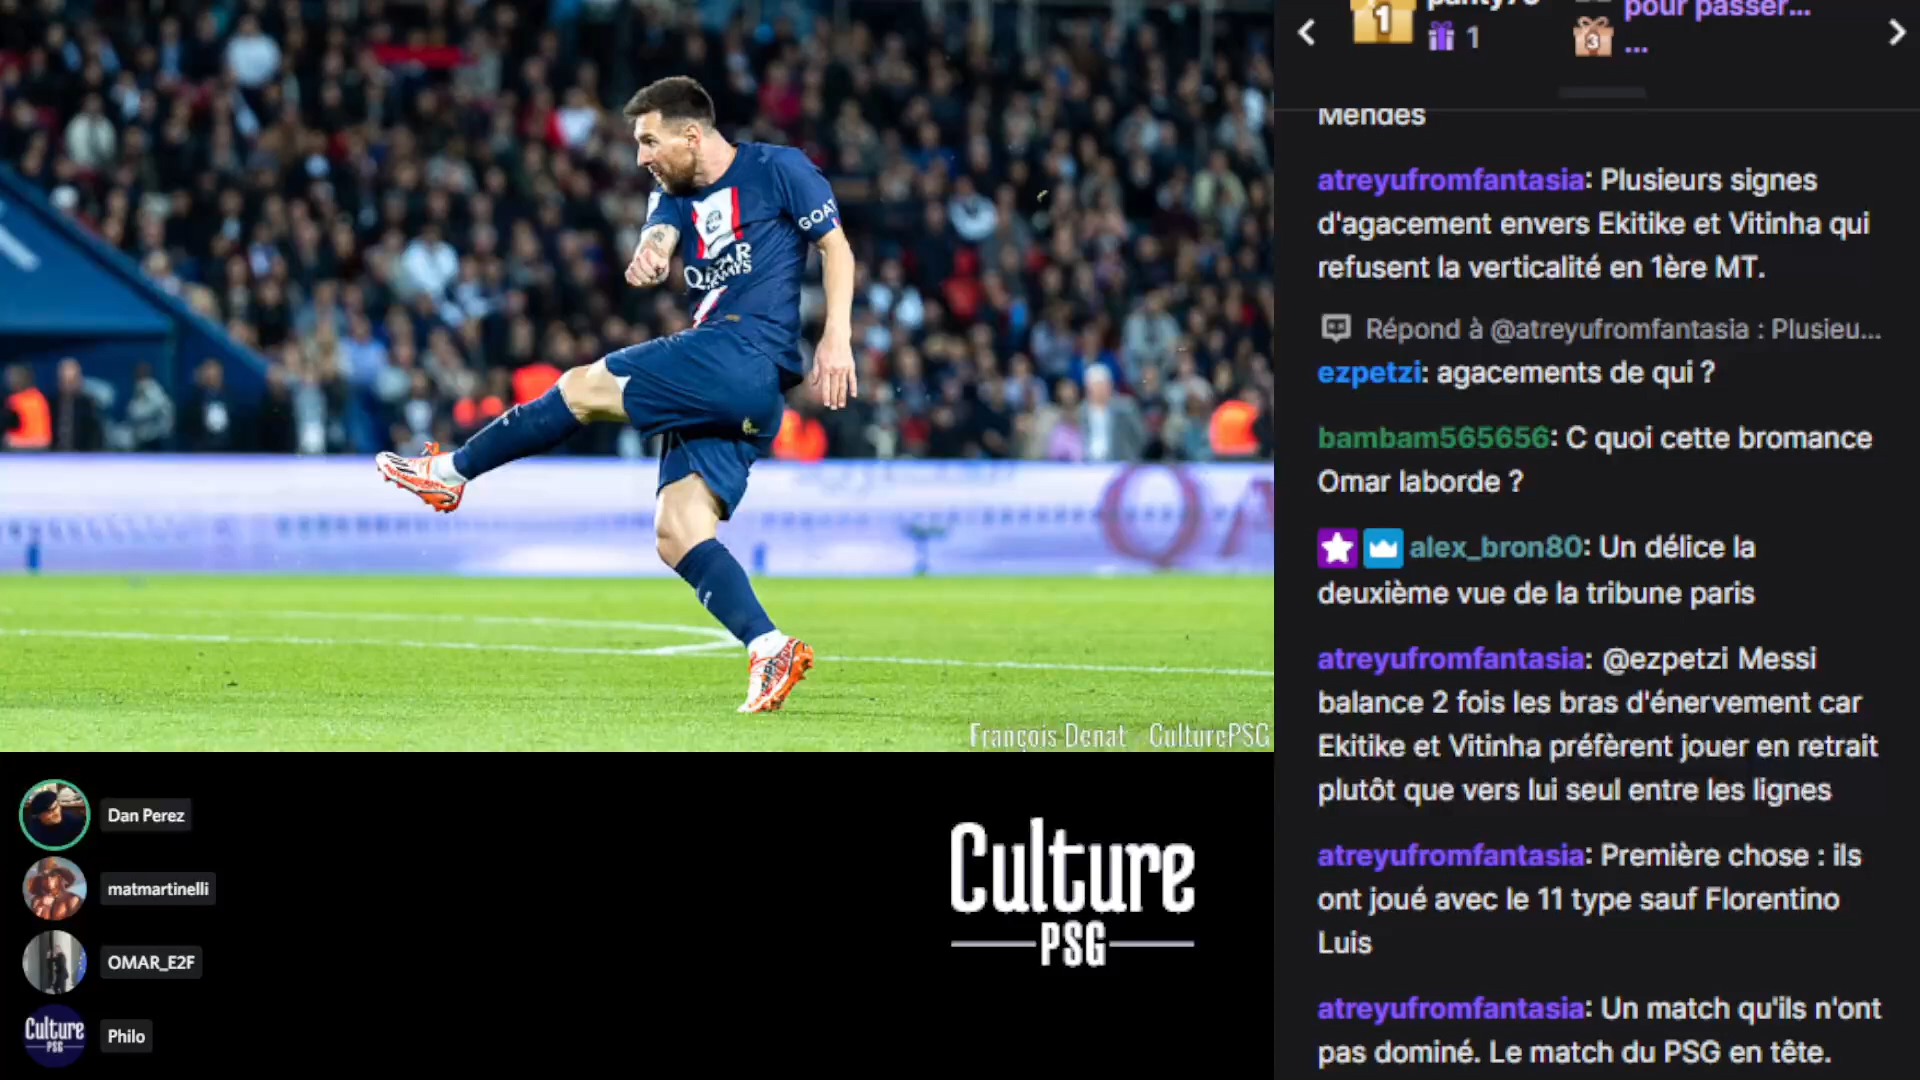 GOAT
QATAR
AIRWAYS
QA
François Denat CulturePSG
Dan Perez
matmartinelli
OMAR_E2F
Culture
PSG
Philo
Culture
PSG
1
1
pour passer...
3
...
Mendes
atreyufromfantasia: Plusieurs signes
d'agacement envers Ekitike et Vitinha qui
refusent la verticalité en 1ère MT.
Répond à @atreyufromfantasia : Plusieu...
ezpetzi: agacements de qui ?
bambam565656: C quoi cette bromance
Omar laborde ?
alex_bron80: Un délice la
deuxième vue de la tribune paris
atreyufromfantasia: @ezpetzi Messi
balance 2 fois les bras d'énervement car
Ekitike et Vitinha préfèrent jouer en retrait
plutôt que vers lui seul entre les lignes
atreyufromfantasia: Première chose : ils
ont joué avec le 11 type sauf Florentino
Luis
atreyufromfantasia: Un match qu'ils n'ont
pas dominé. Le match du PSG en tête.